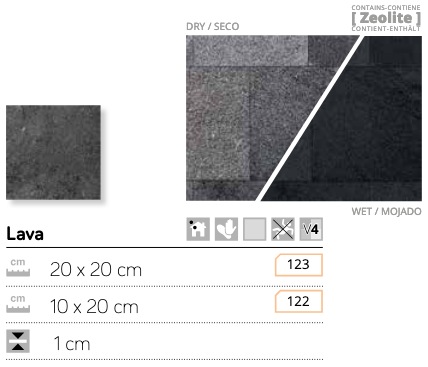 CONTAINS-CONTIENE
[ Zeolite ]
CONTIENT-ENTHÄLT
DRY / SECO
WET / MOJADO
Lava
V4
cm 20 x 20 cm 123
cm 10 x 20 cm 122
1 cm